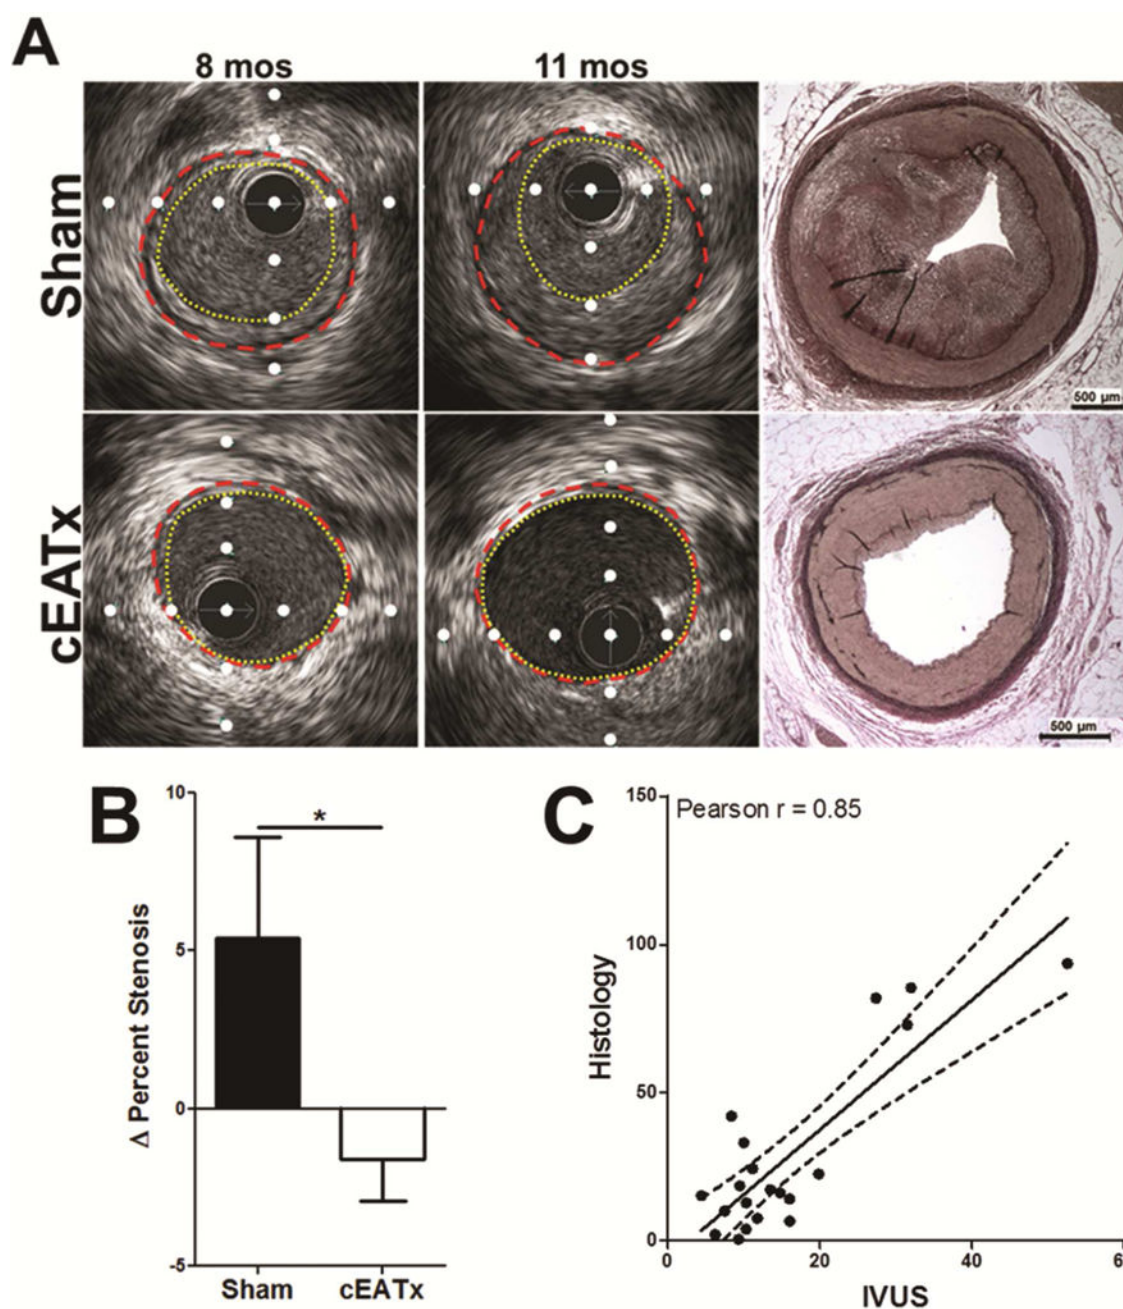 A
8 mos
11 mos
Sham
500 µm
cEATx
500 µm
B
10
5
0
-5
Δ Percent Stenosis
*
Sham
cEATx
C
150
100
50
0
Pearson r = 0.85
Histology
0
20
40
IVUS